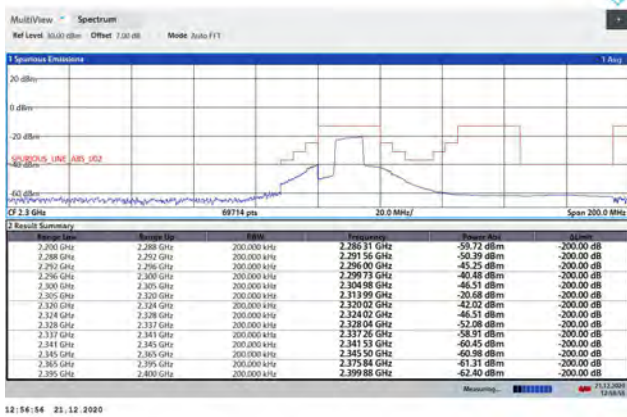 MultiView Spectrum
Ref Level 30.00 dBm Offset 7.00 dB Mode Auto FFT
1 Spurious Emissions 1 Avg
20 dBm
0 dBm
-20 dBm
SPURIOUS_LINE_ABS_U02
-40 dBm
-60 dBm
CF 2.3 GHz 69714 pts 20.0 MHz/ Span 200.0 MHz
2 Result Summary
Range Low Range Up RBW Frequency Power Abs ΔLimit
2.200 GHz 2.288 GHz 200.000 kHz 2.286 31 GHz -59.72 dBm -200.00 dB
2.288 GHz 2.292 GHz 200.000 kHz 2.291 56 GHz -50.39 dBm -200.00 dB
2.292 GHz 2.296 GHz 200.000 kHz 2.296 00 GHz -45.25 dBm -200.00 dB
2.296 GHz 2.300 GHz 200.000 kHz 2.299 73 GHz -40.48 dBm -200.00 dB
2.300 GHz 2.305 GHz 200.000 kHz 2.304 98 GHz -46.51 dBm -200.00 dB
2.305 GHz 2.320 GHz 200.000 kHz 2.313 99 GHz -20.68 dBm -200.00 dB
2.320 GHz 2.324 GHz 200.000 kHz 2.320 02 GHz -42.02 dBm -200.00 dB
2.324 GHz 2.328 GHz 200.000 kHz 2.324 02 GHz -46.51 dBm -200.00 dB
2.328 GHz 2.337 GHz 200.000 kHz 2.328 04 GHz -52.08 dBm -200.00 dB
2.337 GHz 2.341 GHz 200.000 kHz 2.337 26 GHz -58.91 dBm -200.00 dB
2.341 GHz 2.345 GHz 200.000 kHz 2.341 53 GHz -60.45 dBm -200.00 dB
2.345 GHz 2.365 GHz 200.000 kHz 2.345 50 GHz -60.98 dBm -200.00 dB
2.365 GHz 2.395 GHz 200.000 kHz 2.375 84 GHz -61.31 dBm -200.00 dB
2.395 GHz 2.400 GHz 200.000 kHz 2.399 88 GHz -62.40 dBm -200.00 dB
Measuring... 21.12.2020
12:56:55
12:56:56 21.12.2020